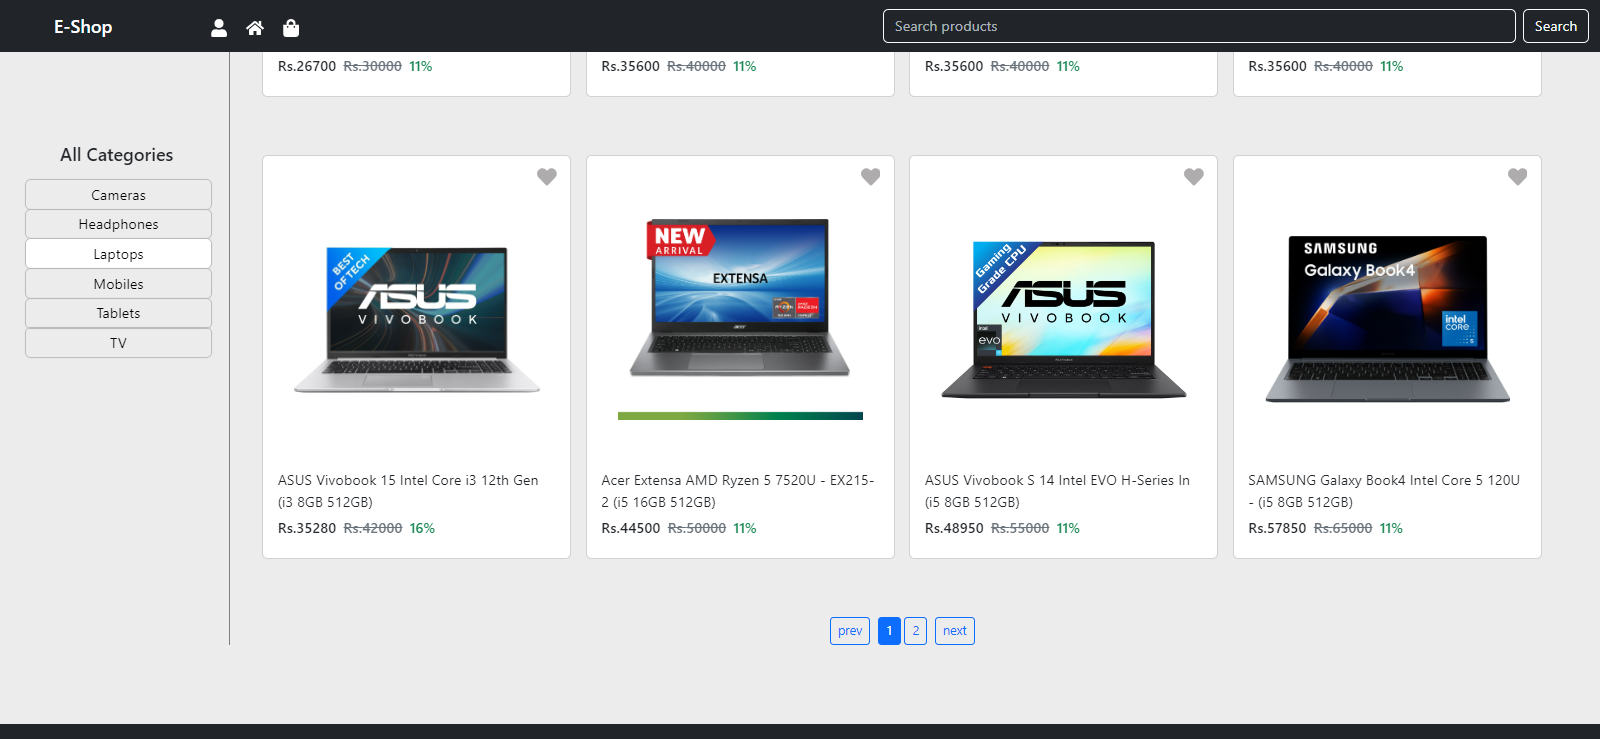 E-Shop
Search products
Search
Rs.26700 Rs.30000 11%
Rs.35600 Rs.40000 11%
Rs.35600 Rs.40000 11%
Rs.35600 Rs.40000 11%
All Categories
Cameras
Headphones
Laptops
Mobiles
Tablets
TV
BEST
OF TECH
ASUS
VIVOBOOK
ASUS Vivobook 15 Intel Core i3 12th Gen
(i3 8GB 512GB)
Rs.35280 Rs.42000 16%
NEW
ARRIVAL
EXTENSA
RYZEN
RADEON
acer
Acer Extensa AMD Ryzen 5 7520U - EX215-
2 (i5 16GB 512GB)
Rs.44500 Rs.50000 11%
Gaming
Grade CPU
ASUS
VIVOBOOK
intel
evo
ASUS Vivobook S 14 Intel EVO H-Series In
(i5 8GB 512GB)
Rs.48950 Rs.55000 11%
SAMSUNG
Galaxy Book4
intel
core
5
SAMSUNG Galaxy Book4 Intel Core 5 120U
- (i5 8GB 512GB)
Rs.57850 Rs.65000 11%
prev 1 2 next